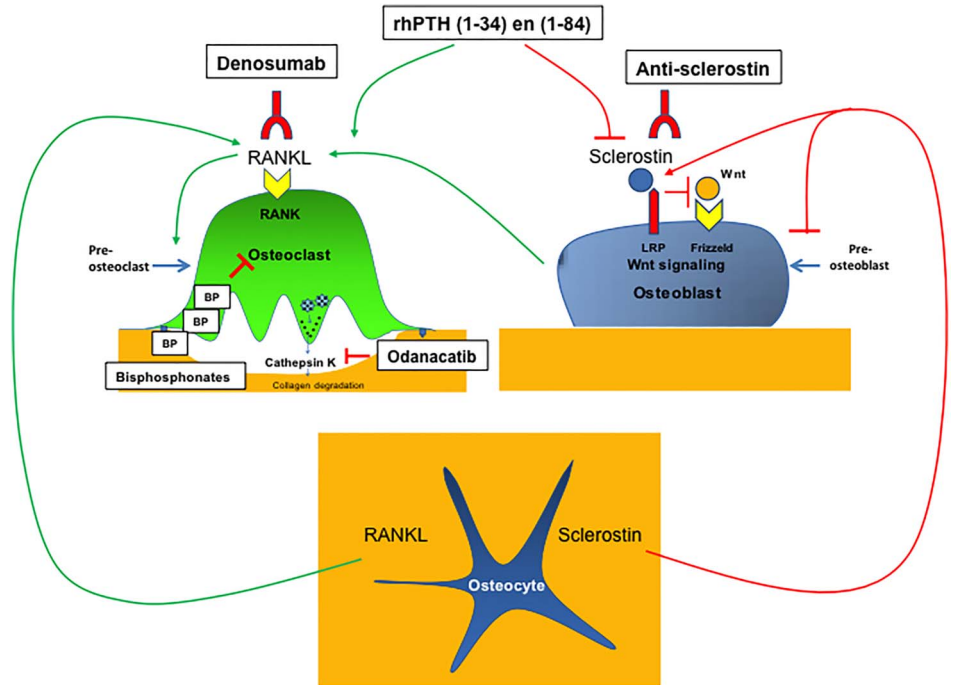 rhPTH (1-34) en (1-84)
Denosumab
Anti-sclerostin
RANKL
Sclerostin
Wnt
RANK
LRP
Frizzeld
Pre-
osteoclast
Osteoclast
Wnt signaling
Osteoblast
Pre-
osteoblast
BP
BP
BP
Cathepsin K
Odanacatib
Bisphosphonates
Collagen degradation
RANKL
Sclerostin
Osteocyte